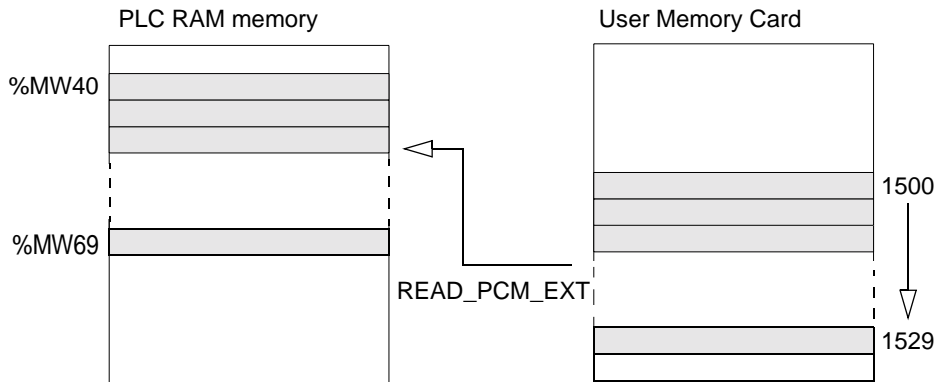 PLC RAM memory
User Memory Card
%MW40
1500
%MW69
READ_PCM_EXT
1529